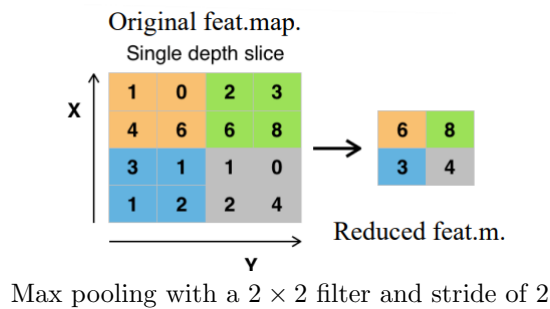 Original feat.map.
Single depth slice
X
1 0 2 3
4 6 6 8
3 1 1 0
1 2 2 4
6 8
3 4
Reduced feat.m.
Y
Max pooling with a 2 × 2 filter and stride of 2